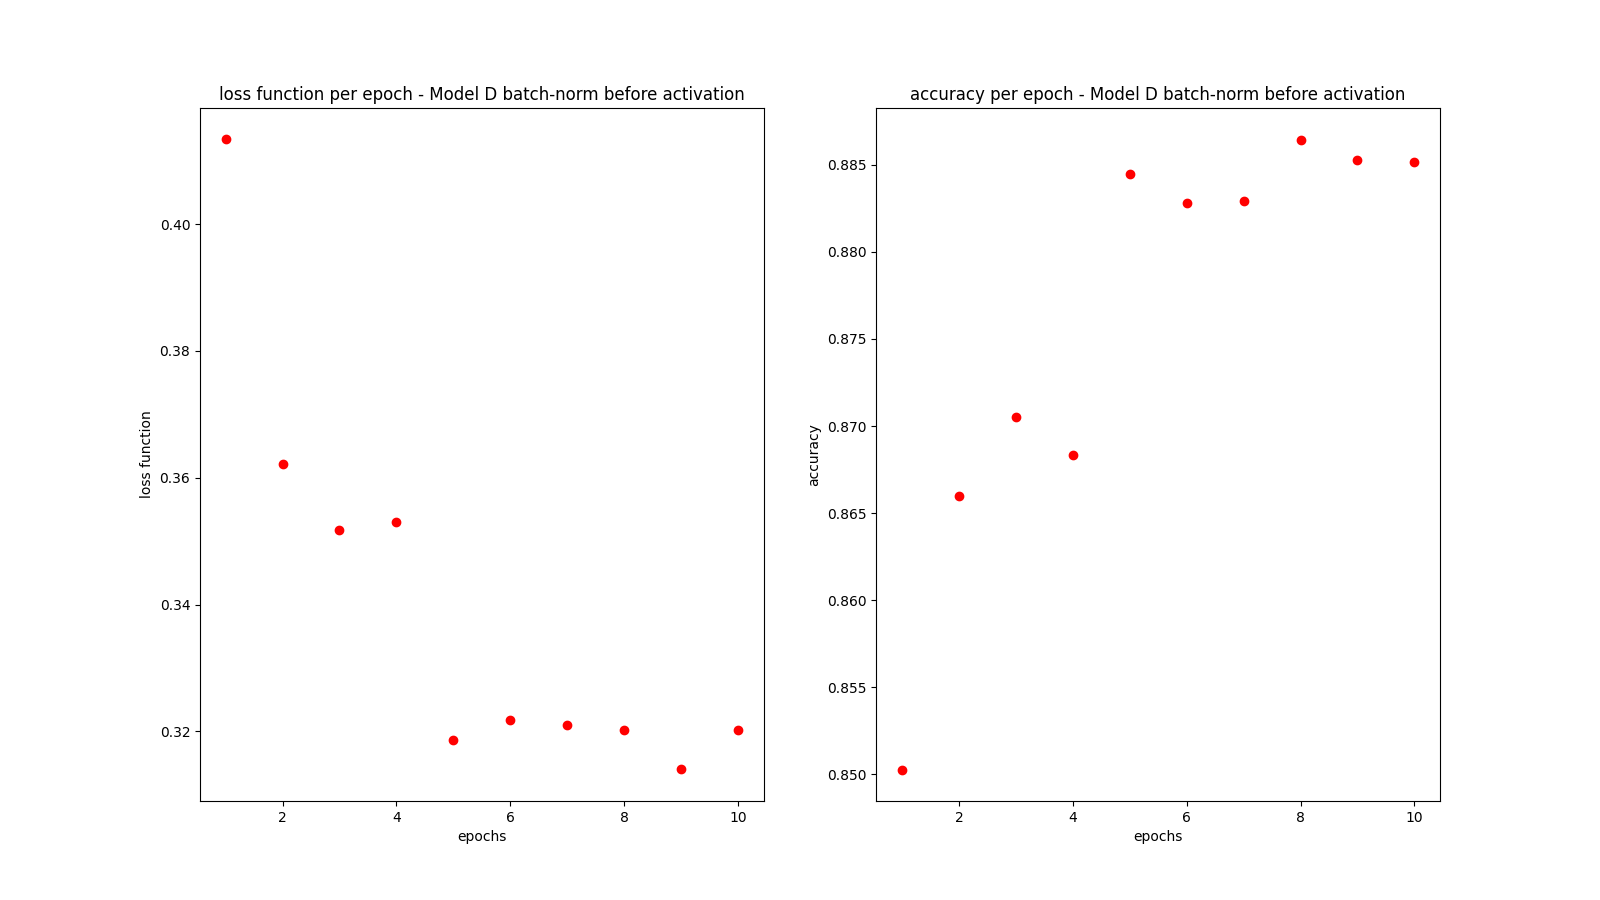 loss function per epoch - Model D batch-norm before activation
0.40
0.38
0.36
0.34
0.32
loss function
2 4 6 8 10
epochs
accuracy per epoch - Model D batch-norm before activation
0.885
0.880
0.875
0.870
0.865
0.860
0.855
0.850
accuracy
2 4 6 8 10
epochs